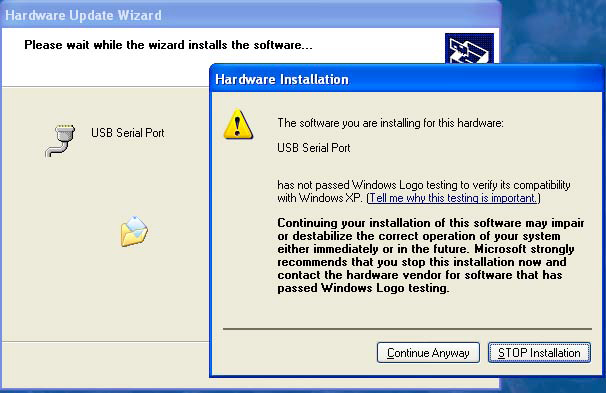 Hardware Update Wizard
Please wait while the wizard installs the software...
USB Serial Port
Hardware Installation
The software you are installing for this hardware:
USB Serial Port
has not passed Windows Logo testing to verify its compatibility
with Windows XP. (Tell me why this testing is important.)
Continuing your installation of this software may impair
or destabilize the correct operation of your system
either immediately or in the future. Microsoft strongly
recommends that you stop this installation now and
contact the hardware vendor for software that has
passed Windows Logo testing.
Continue Anyway
STOP Installation